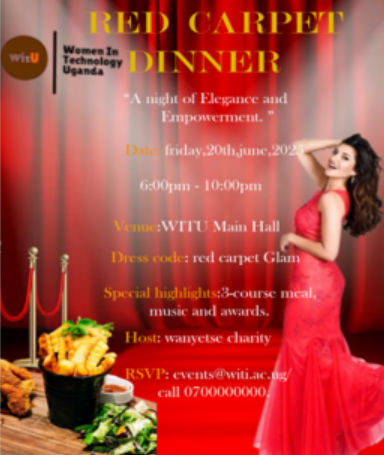 RED CARPET
DINNER
witU
Women In
Technology
Uganda
“A night of Elegance and
Empowerment. ”
Date: friday,20th,june,2025
6:00pm - 10:00pm
Venue:WITU Main Hall
Dress code: red carpet Glam
Special highlights:3-course meal,
music and awards.
Host: wanyetse charity
RSVP: events@witi.ac.ug/
call 0700000000.